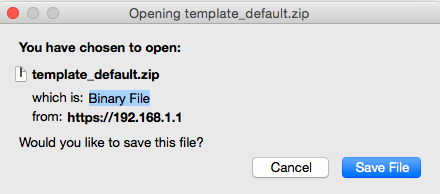 Opening template_default.zip
You have chosen to open:
template_default.zip
which is: Binary File
from: https://192.168.1.1
Would you like to save this file?
Cancel Save File